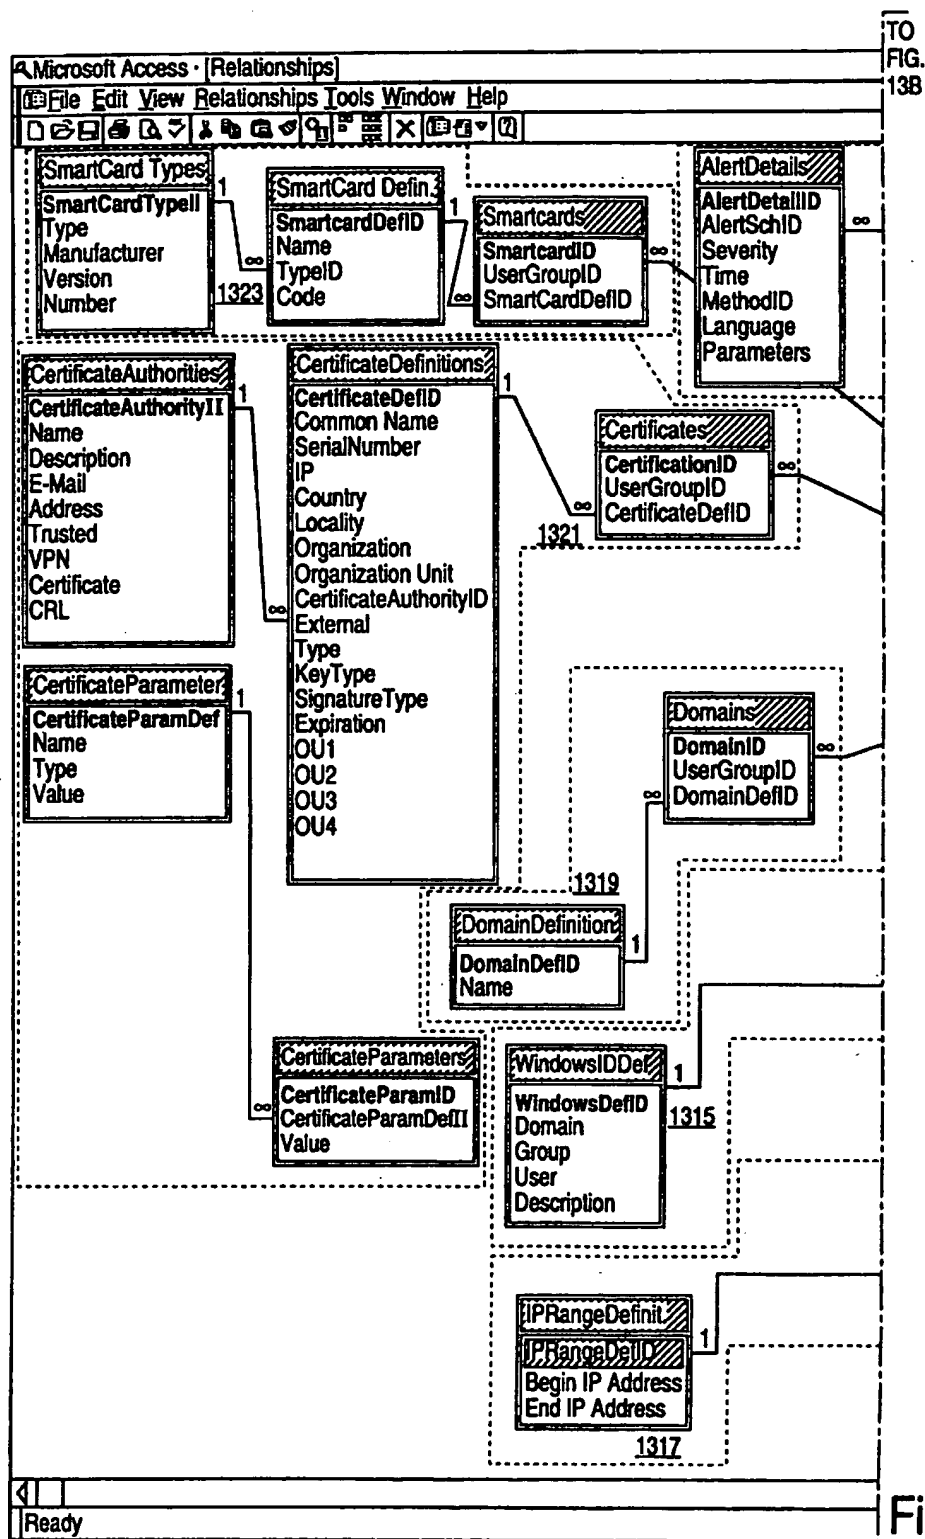 TO
FIG.
13B
Microsoft Access · [Relationships]
File Edit View Relationships Tools Window Help
SmartCard Types
SmartCardTypeII
Type
Manufacturer
Version
Number
1
∞
1323
SmartCard Defin.
SmartcardDefID
Name
TypeID
Code
1
∞
Smartcards
SmartcardID
UserGroupID
SmartCardDefID
∞
AlertDetails
AlertDetailID
AlertSchID
Severity
Time
MethodID
Language
Parameters
∞
CertificateAuthorities
CertificateAuthorityII
Name
Description
E-Mail
Address
Trusted
VPN
Certificate
CRL
1
∞
CertificateDefinitions
CertificateDefID
Common Name
SerialNumber
IP
Country
Locality
Organization
Organization Unit
CertificateAuthorityID
External
Type
KeyType
SignatureType
Expiration
OU1
OU2
OU3
OU4
1
∞
1321
Certificates
CertificationID
UserGroupID
CertificateDefID
∞
CertificateParameter
CertificateParamDef
Name
Type
Value
1
Domains
DomainID
UserGroupID
DomainDefID
∞
∞
1319
DomainDefinition
DomainDefID
Name
1
CertificateParameters
CertificateParamID
CertificateParamDefII
Value
∞
WindowsIDDef
WindowsDefID
Domain
Group
User
Description
1
1315
IPRangeDefinit.
IPRangeDefID
Begin IP Address
End IP Address
1
1317
Ready
Fi